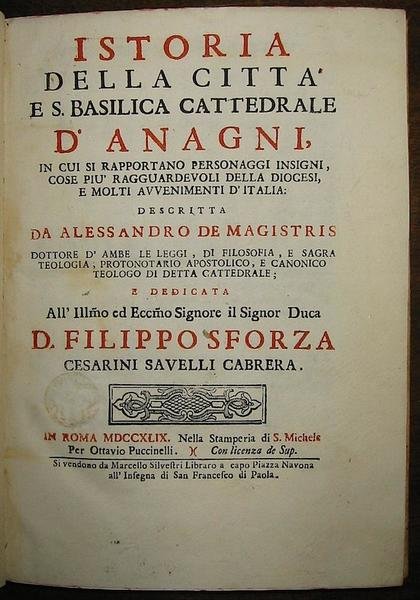 ISTORIA
DELLA CITTA'
E S. BASILICA CATTEDRALE
D' ANAGNI,
IN CUI SI RAPPORTANO PERSONAGGI INSIGNI,
COSE PIU' RAGGUARDEVOLI DELLA DIOCESI,
E MOLTI AVVENIMENTI D'ITALIA:
DESCRITTA
DA ALESSANDRO DE MAGISTRIS
DOTTORE D' AMBE LE LEGGI, DI FILOSOFIA, E SAGRA
TEOLOGIA; PROTONOTARIO APOSTOLICO, E CANONICO
TEOLOGO DI DETTA CATTEDRALE;
E DEDICATA
All' Illm̃o ed Eccm̃o Signore il Signor Duca
D. FILIPPO SFORZA
CESARINI SAVELLI CABRERA.
IN ROMA MDCCXLIX. Nella Stamperia di S. Michele
Per Ottavio Puccinelli. )( Con licenza de Sup.
Si vendono da Marcello Silvestri Libraro a capo Piazza Navona
all' Insegna di San Francesco di Paola.